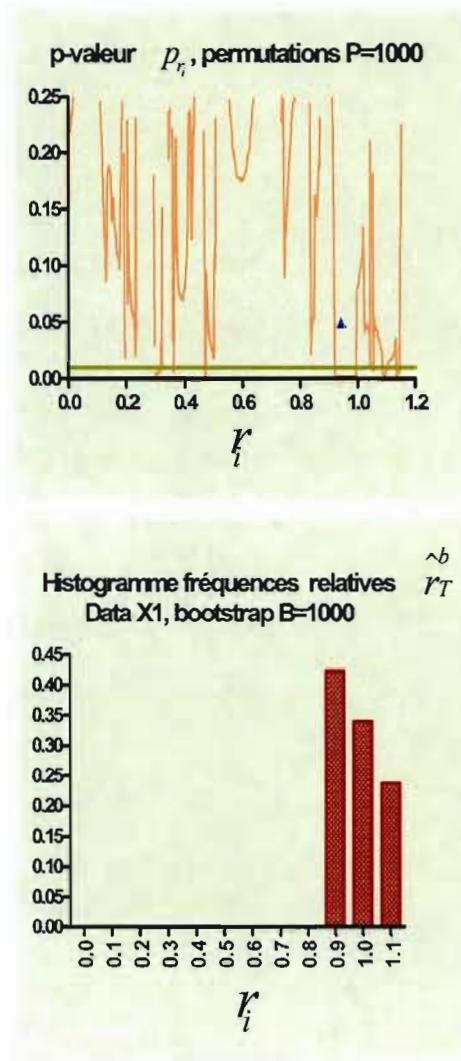 p-valeur p_{r_i}, permutations P=1000
0.25
0.20
0.15
0.10
0.05
0.00
0.0 0.2 0.4 0.6 0.8 1.0 1.2
r_i
Histogramme fréquences relatives \hat{r}_T^b
Data X1, bootstrap B=1000
0.45
0.40
0.35
0.30
0.25
0.20
0.15
0.10
0.05
0.00
0.0 0.1 0.2 0.3 0.4 0.5 0.6 0.7 0.8 0.9 1.0 1.1
r_i